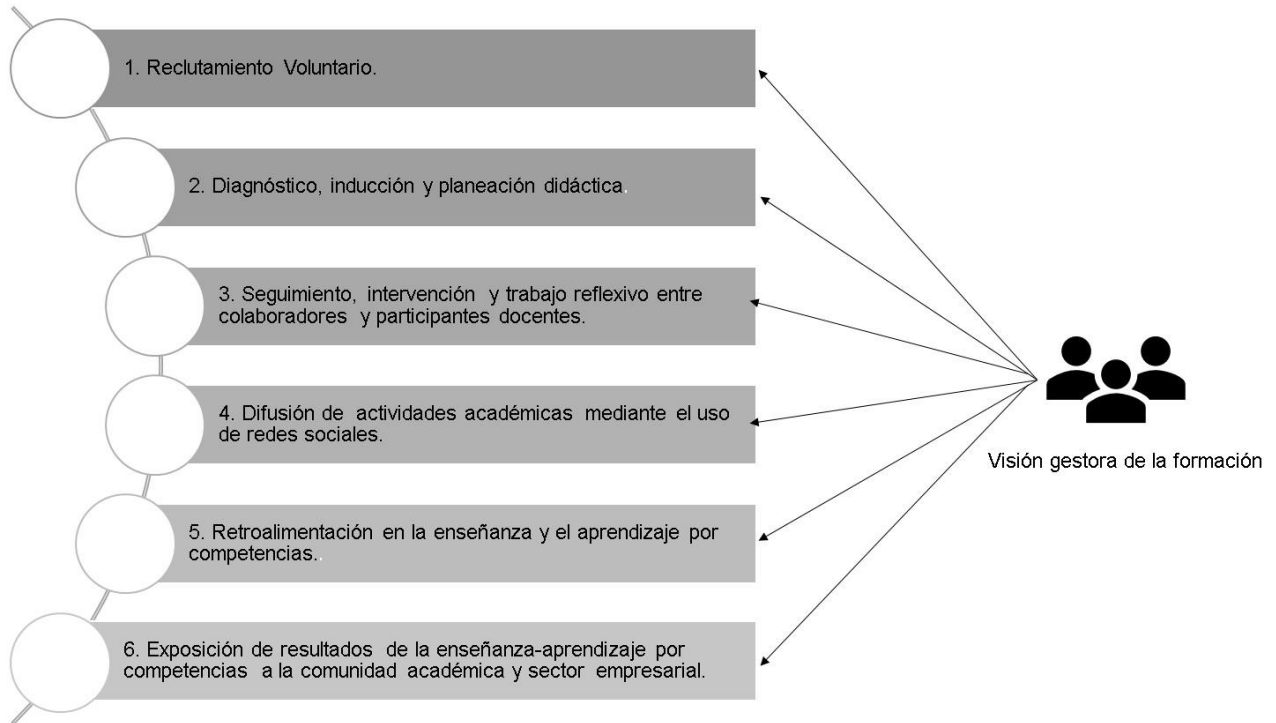 1. Reclutamiento Voluntario.
2. Diagnóstico, inducción y planeación didáctica.
3. Seguimiento, intervención y trabajo reflexivo entre
colaboradores y participantes docentes.
4. Difusión de actividades académicas mediante el uso
de redes sociales.
5. Retroalimentación en la enseñanza y el aprendizaje por
competencias..
6. Exposición de resultados de la enseñanza-aprendizaje por
competencias a la comunidad académica y sector empresarial.
Visión gestora de la formación